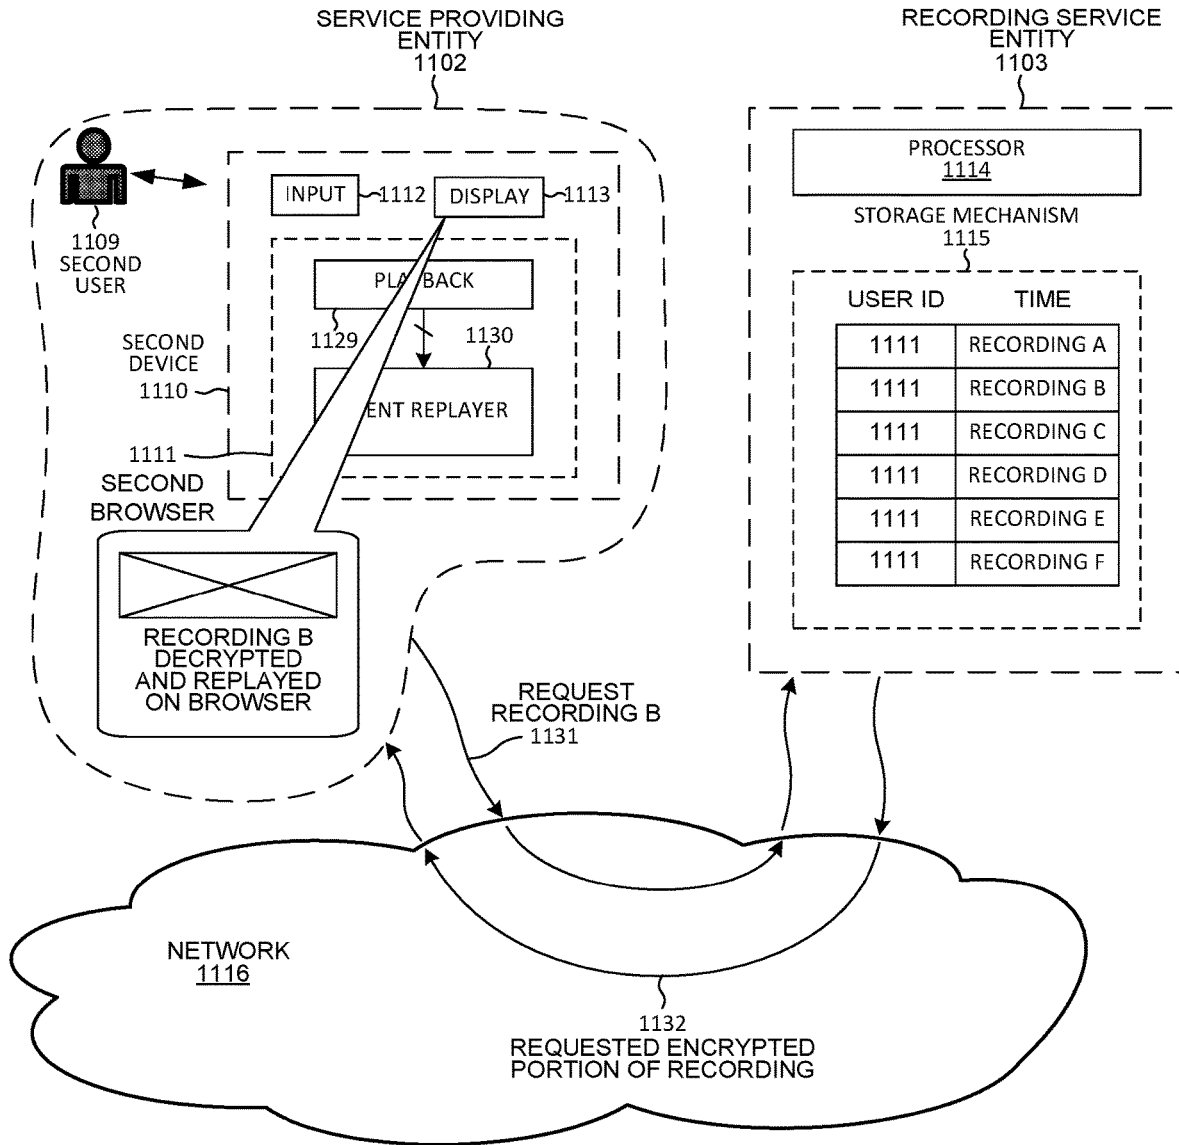 SERVICE PROVIDING
ENTITY
1102
RECORDING SERVICE
ENTITY
1103
1109
SECOND
USER
INPUT
1112
DISPLAY
1113
1129
1130
ENT REPLAYER
SECOND
DEVICE
1110
1111
SECOND
BROWSER
RECORDING B
DECRYPTED
AND REPLAYED
ON BROWSER
PROCESSOR
1114
STORAGE MECHANISM
1115
USER ID TIME
1111 RECORDING A
1111 RECORDING B
1111 RECORDING C
1111 RECORDING D
1111 RECORDING E
1111 RECORDING F
REQUEST
RECORDING B
1131
NETWORK
1116
1132
REQUESTED ENCRYPTED
PORTION OF RECORDING